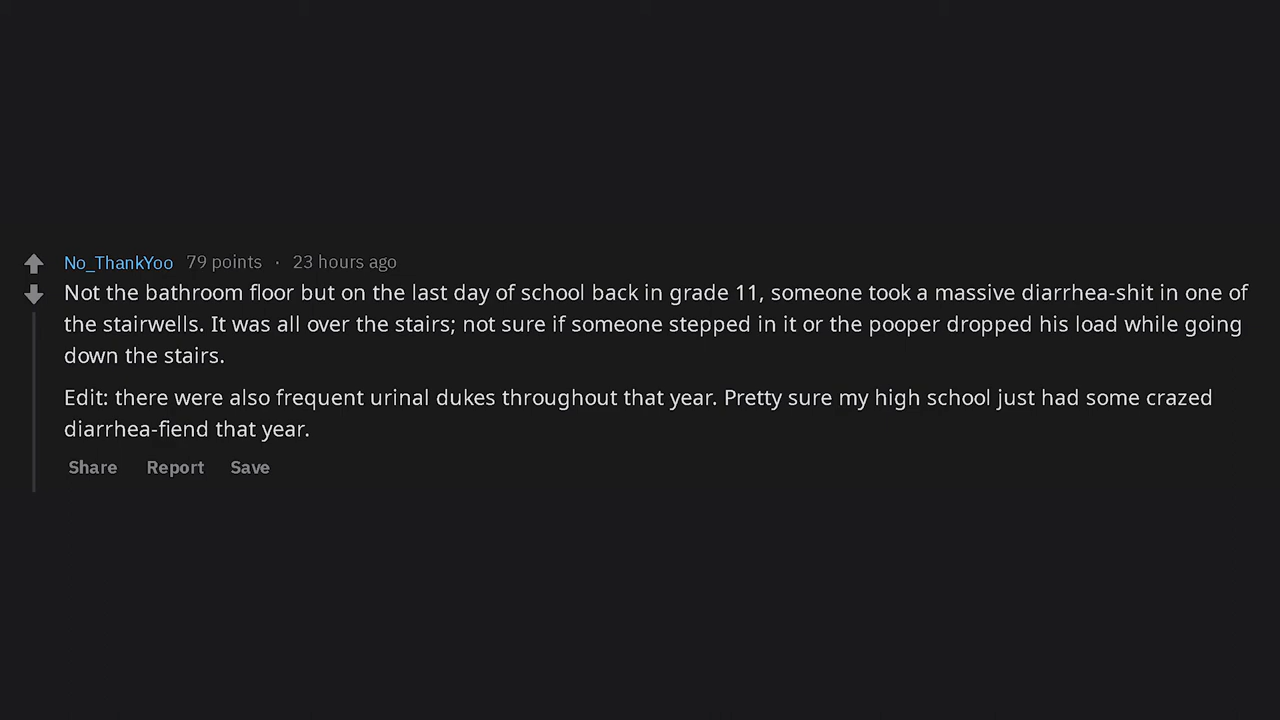 No_ThankYoo 79 points · 23 hours ago
Not the bathroom floor but on the last day of school back in grade 11, someone took a massive diarrhea-shit in one of
the stairwells. It was all over the stairs; not sure if someone stepped in it or the pooper dropped his load while going
down the stairs.
Edit: there were also frequent urinal dukes throughout that year. Pretty sure my high school just had some crazed
diarrhea-fiend that year.
Share Report Save